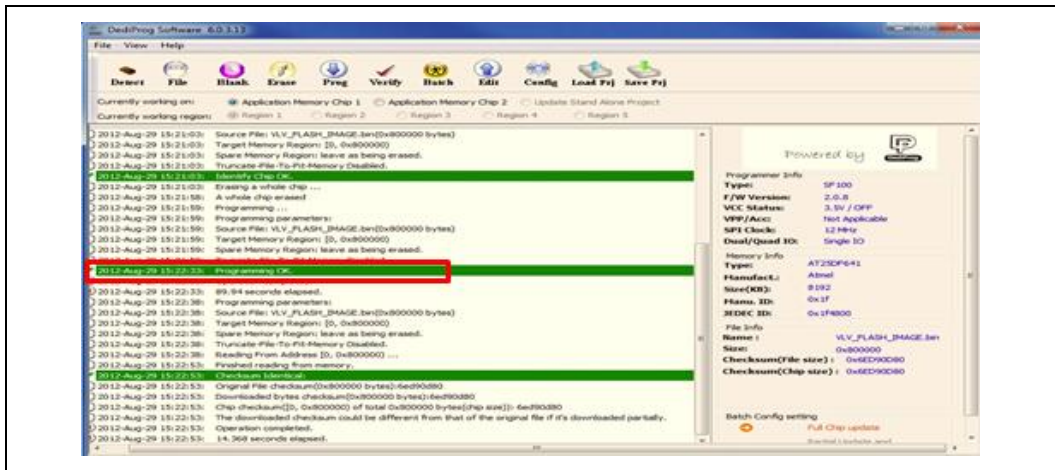 DediProg Software 6.0.3.13
File View Help
Detect File Blank Erase Prog Verify Batch Edit Config Load Prj Save Prj
Currently working on: Application Memory Chip 1 Application Memory Chip 2 Update Stand Alone Project
Currently working region: Region 1 Region 2 Region 3 Region 4 Region 5
2012-Aug-29 15:21:03: Source File: VLV_FLASH_IMAGE.bin(0x800000 bytes)
2012-Aug-29 15:21:03: Target Memory Region: [0, 0x800000)
2012-Aug-29 15:21:03: Spare Memory Region: leave as being erased.
2012-Aug-29 15:21:03: Truncate-File-To-Fit-Memory Disabled.
2012-Aug-29 15:21:03: Identify Chip OK.
2012-Aug-29 15:21:03: Erasing a whole chip ...
2012-Aug-29 15:21:58: A whole chip erased
2012-Aug-29 15:21:59: Programming ...
2012-Aug-29 15:21:59: Programming parameters:
2012-Aug-29 15:21:59: Source File: VLV_FLASH_IMAGE.bin(0x800000 bytes)
2012-Aug-29 15:21:59: Target Memory Region: [0, 0x800000)
2012-Aug-29 15:21:59: Spare Memory Region: leave as being erased.
2012-Aug-29 15:22:33: Programming OK.
2012-Aug-29 15:22:33: 89.94 seconds elapsed.
2012-Aug-29 15:22:38: Programming parameters:
2012-Aug-29 15:22:38: Source File: VLV_FLASH_IMAGE.bin(0x800000 bytes)
2012-Aug-29 15:22:38: Target Memory Region: [0, 0x800000)
2012-Aug-29 15:22:38: Spare Memory Region: leave as being erased.
2012-Aug-29 15:22:38: Truncate-File-To-Fit-Memory Disabled.
2012-Aug-29 15:22:38: Reading From Address [0, 0x800000) ...
2012-Aug-29 15:22:53: Finished reading from memory.
2012-Aug-29 15:22:53: Checksum Identical:
2012-Aug-29 15:22:53: Original File checksum(0x800000 bytes):6ed90d80
2012-Aug-29 15:22:53: Downloaded bytes checksum(0x800000 bytes):6ed90d80
2012-Aug-29 15:22:53: Chip checksum([0, 0x800000) of total 0x800000 bytes(chip size)): 6ed90d80
2012-Aug-29 15:22:53: The downloaded checksum could be different from that of the original file if it's downloaded partially.
2012-Aug-29 15:22:53: Operation completed.
2012-Aug-29 15:22:53: 14.368 seconds elapsed.
Powered by
Programmer Info
Type: SF100
F/W Version: 2.0.8
VCC Status: 3.5V / OFF
VPP/Acc: Not Applicable
SPI Clock: 12 MHz
Dual/Quad IO: Single IO
Memory Info
Type: AT25DF641
Manufact.: Atmel
Size(KB): 8192
Manu. ID: 0x1f
JEDEC ID: 0x1f4800
File Info
Name : VLV_FLASH_IMAGE.bin
Size: 0x800000
Checksum(File size) : 0x6ED90D80
Checksum(Chip size) : 0x6ED90D80
Batch Config setting
Full Chip update